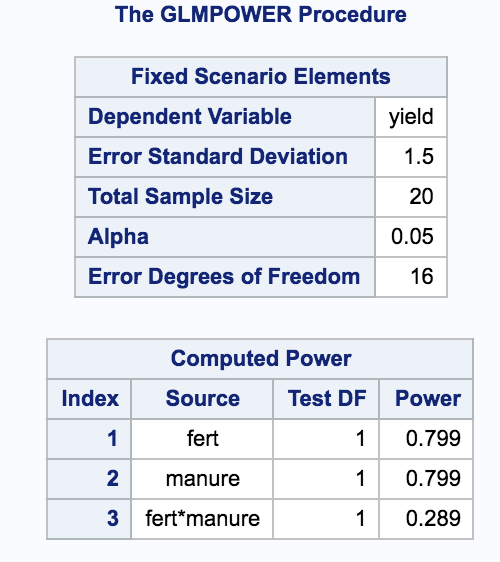 The GLMPOWER Procedure
Fixed Scenario Elements
Dependent Variable yield
Error Standard Deviation 1.5
Total Sample Size 20
Alpha 0.05
Error Degrees of Freedom 16
Computed Power
Index Source Test DF Power
1 fert 1 0.799
2 manure 1 0.799
3 fert*manure 1 0.289